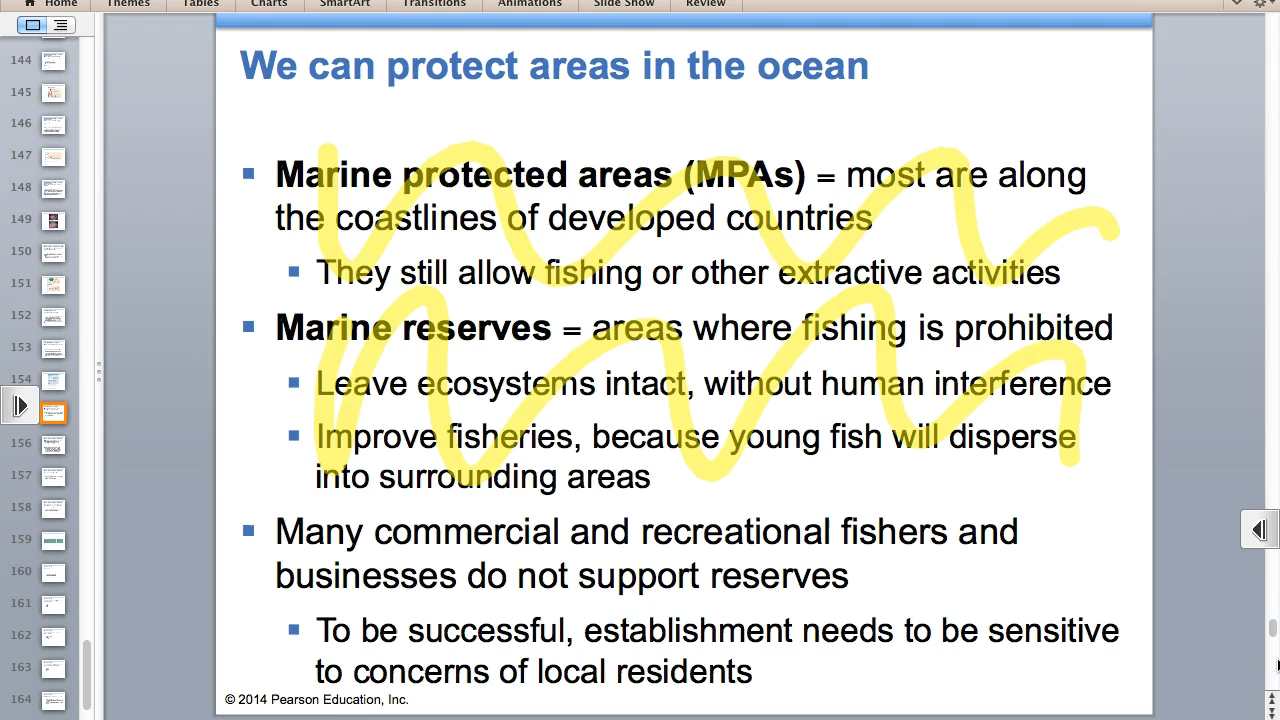 Home Themes Tables Charts SmartArt Transitions Animations Slide Show Review
We can protect areas in the ocean
Marine protected areas (MPAs) = most are along
the coastlines of developed countries
They still allow fishing or other extractive activities
Marine reserves = areas where fishing is prohibited
Leave ecosystems intact, without human interference
Improve fisheries, because young fish will disperse
into surrounding areas
Many commercial and recreational fishers and
businesses do not support reserves
To be successful, establishment needs to be sensitive
to concerns of local residents
© 2014 Pearson Education, Inc.
144
145
146
147
148
149
150
151
152
153
154
156
157
158
159
160
161
162
163
164